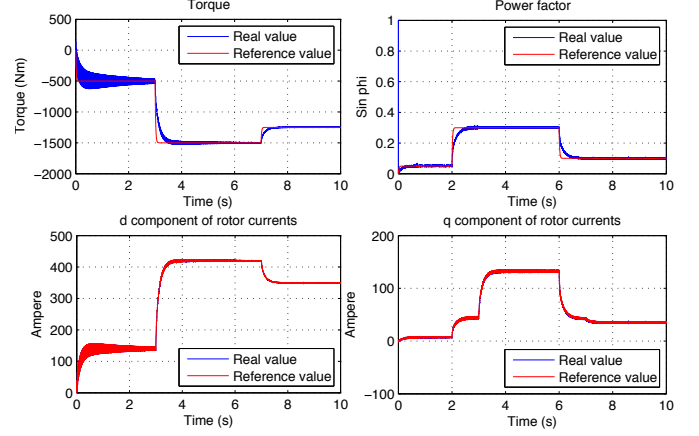 Torque
500
0
−500
−1000
−1500
−2000
Torque (Nm)
Real value
Reference value
0
2
4
6
8
10
Time (s)
Power factor
1
0.8
0.6
0.4
0.2
0
Sin phi
Real value
Reference value
0
2
4
6
8
10
Time (s)
d component of rotor currents
500
400
300
200
100
0
Ampere
Real value
Reference value
0
2
4
6
8
10
Time (s)
q component of rotor currents
200
100
0
−100
Ampere
Real value
Reference value
0
2
4
6
8
10
Time (s)